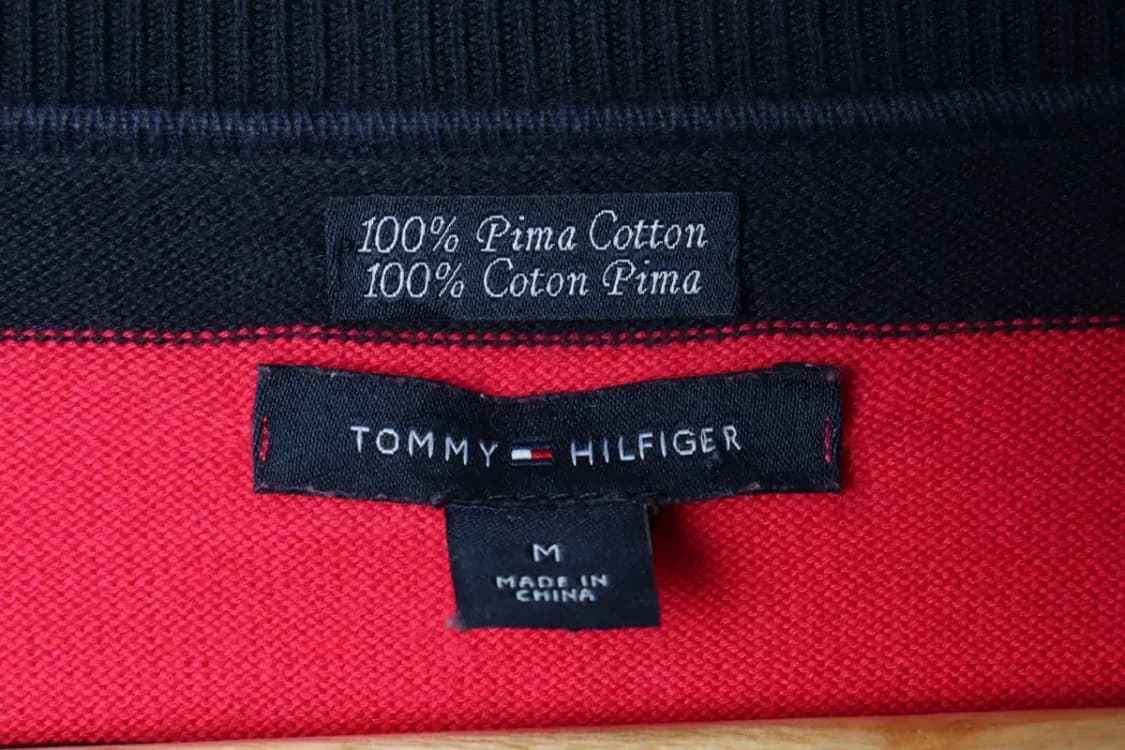 100% Pima Cotton
100% Coton Pima
TOMMY HILFIGER
M
MADE IN
CHINA